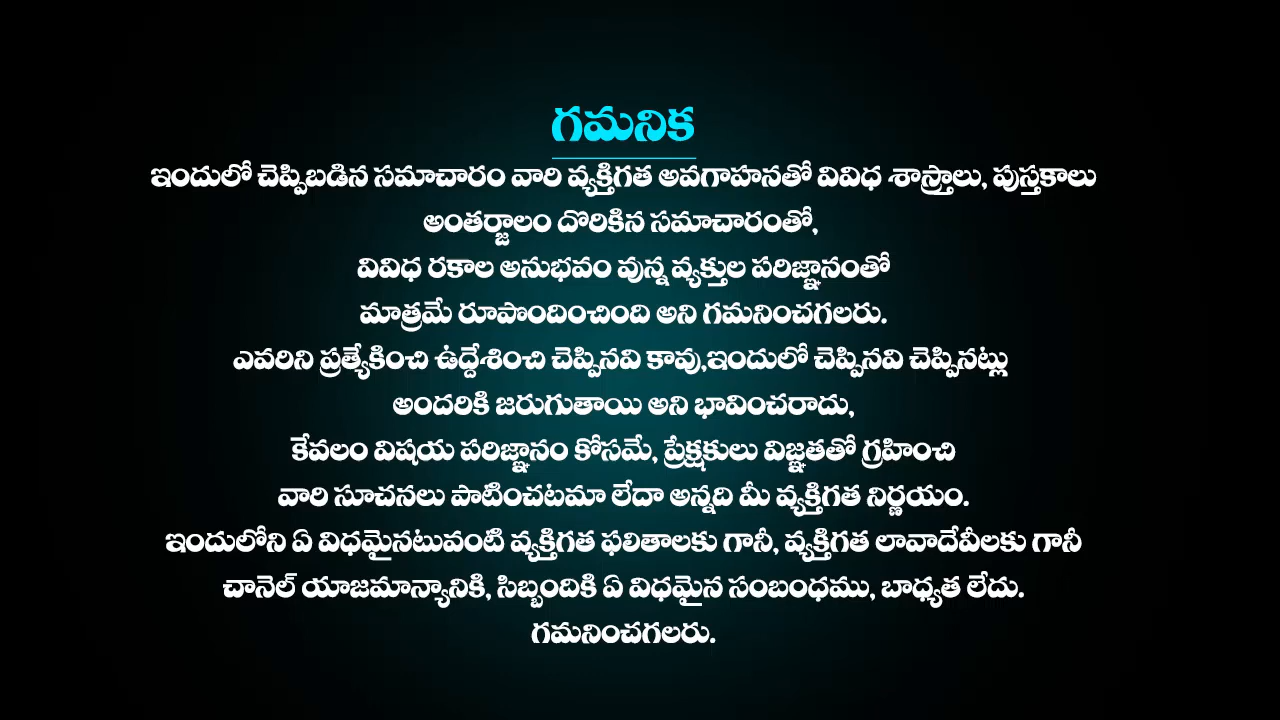 గమనిక
ఇందులో చెప్పిబడిన సమాచారం వారి వ్యక్తిగత అవగాహనతో వివిధ శాస్త్రాలు, పుస్తకాలు
అంతర్జాలం దొరికిన సమాచారంతో,
వివిధ రకాల అనుభవం వున్న వ్యక్తుల పరిజ్ఞానంతో
మాత్రమే రూపొందించింది అని గమనించగలరు.
ఎవరిని ప్రత్యేకించి ఉద్దేశించి చెప్పినవి కావు,ఇందులో చెప్పినవి చెప్పినట్లు
అందరికి జరుగుతాయి అని భావించరాదు,
కేవలం విషయ పరిజ్ఞానం కోసమే, ప్రేక్షకులు విజ్ఞతతో గ్రహించి
వారి సూచనలు పాటించటమా లేదా అన్నది మీ వ్యక్తిగత నిర్ణయం.
ఇందులోని ఏ విధమైనటువంటి వ్యక్తిగత ఫలితాలకు గానీ, వ్యక్తిగత లావాదేవీలకు గానీ
చానెల్ యాజమాన్యానికి, సిబ్బందికి ఏ విధమైన సంబంధము, బాధ్యత లేదు.
గమనించగలరు.